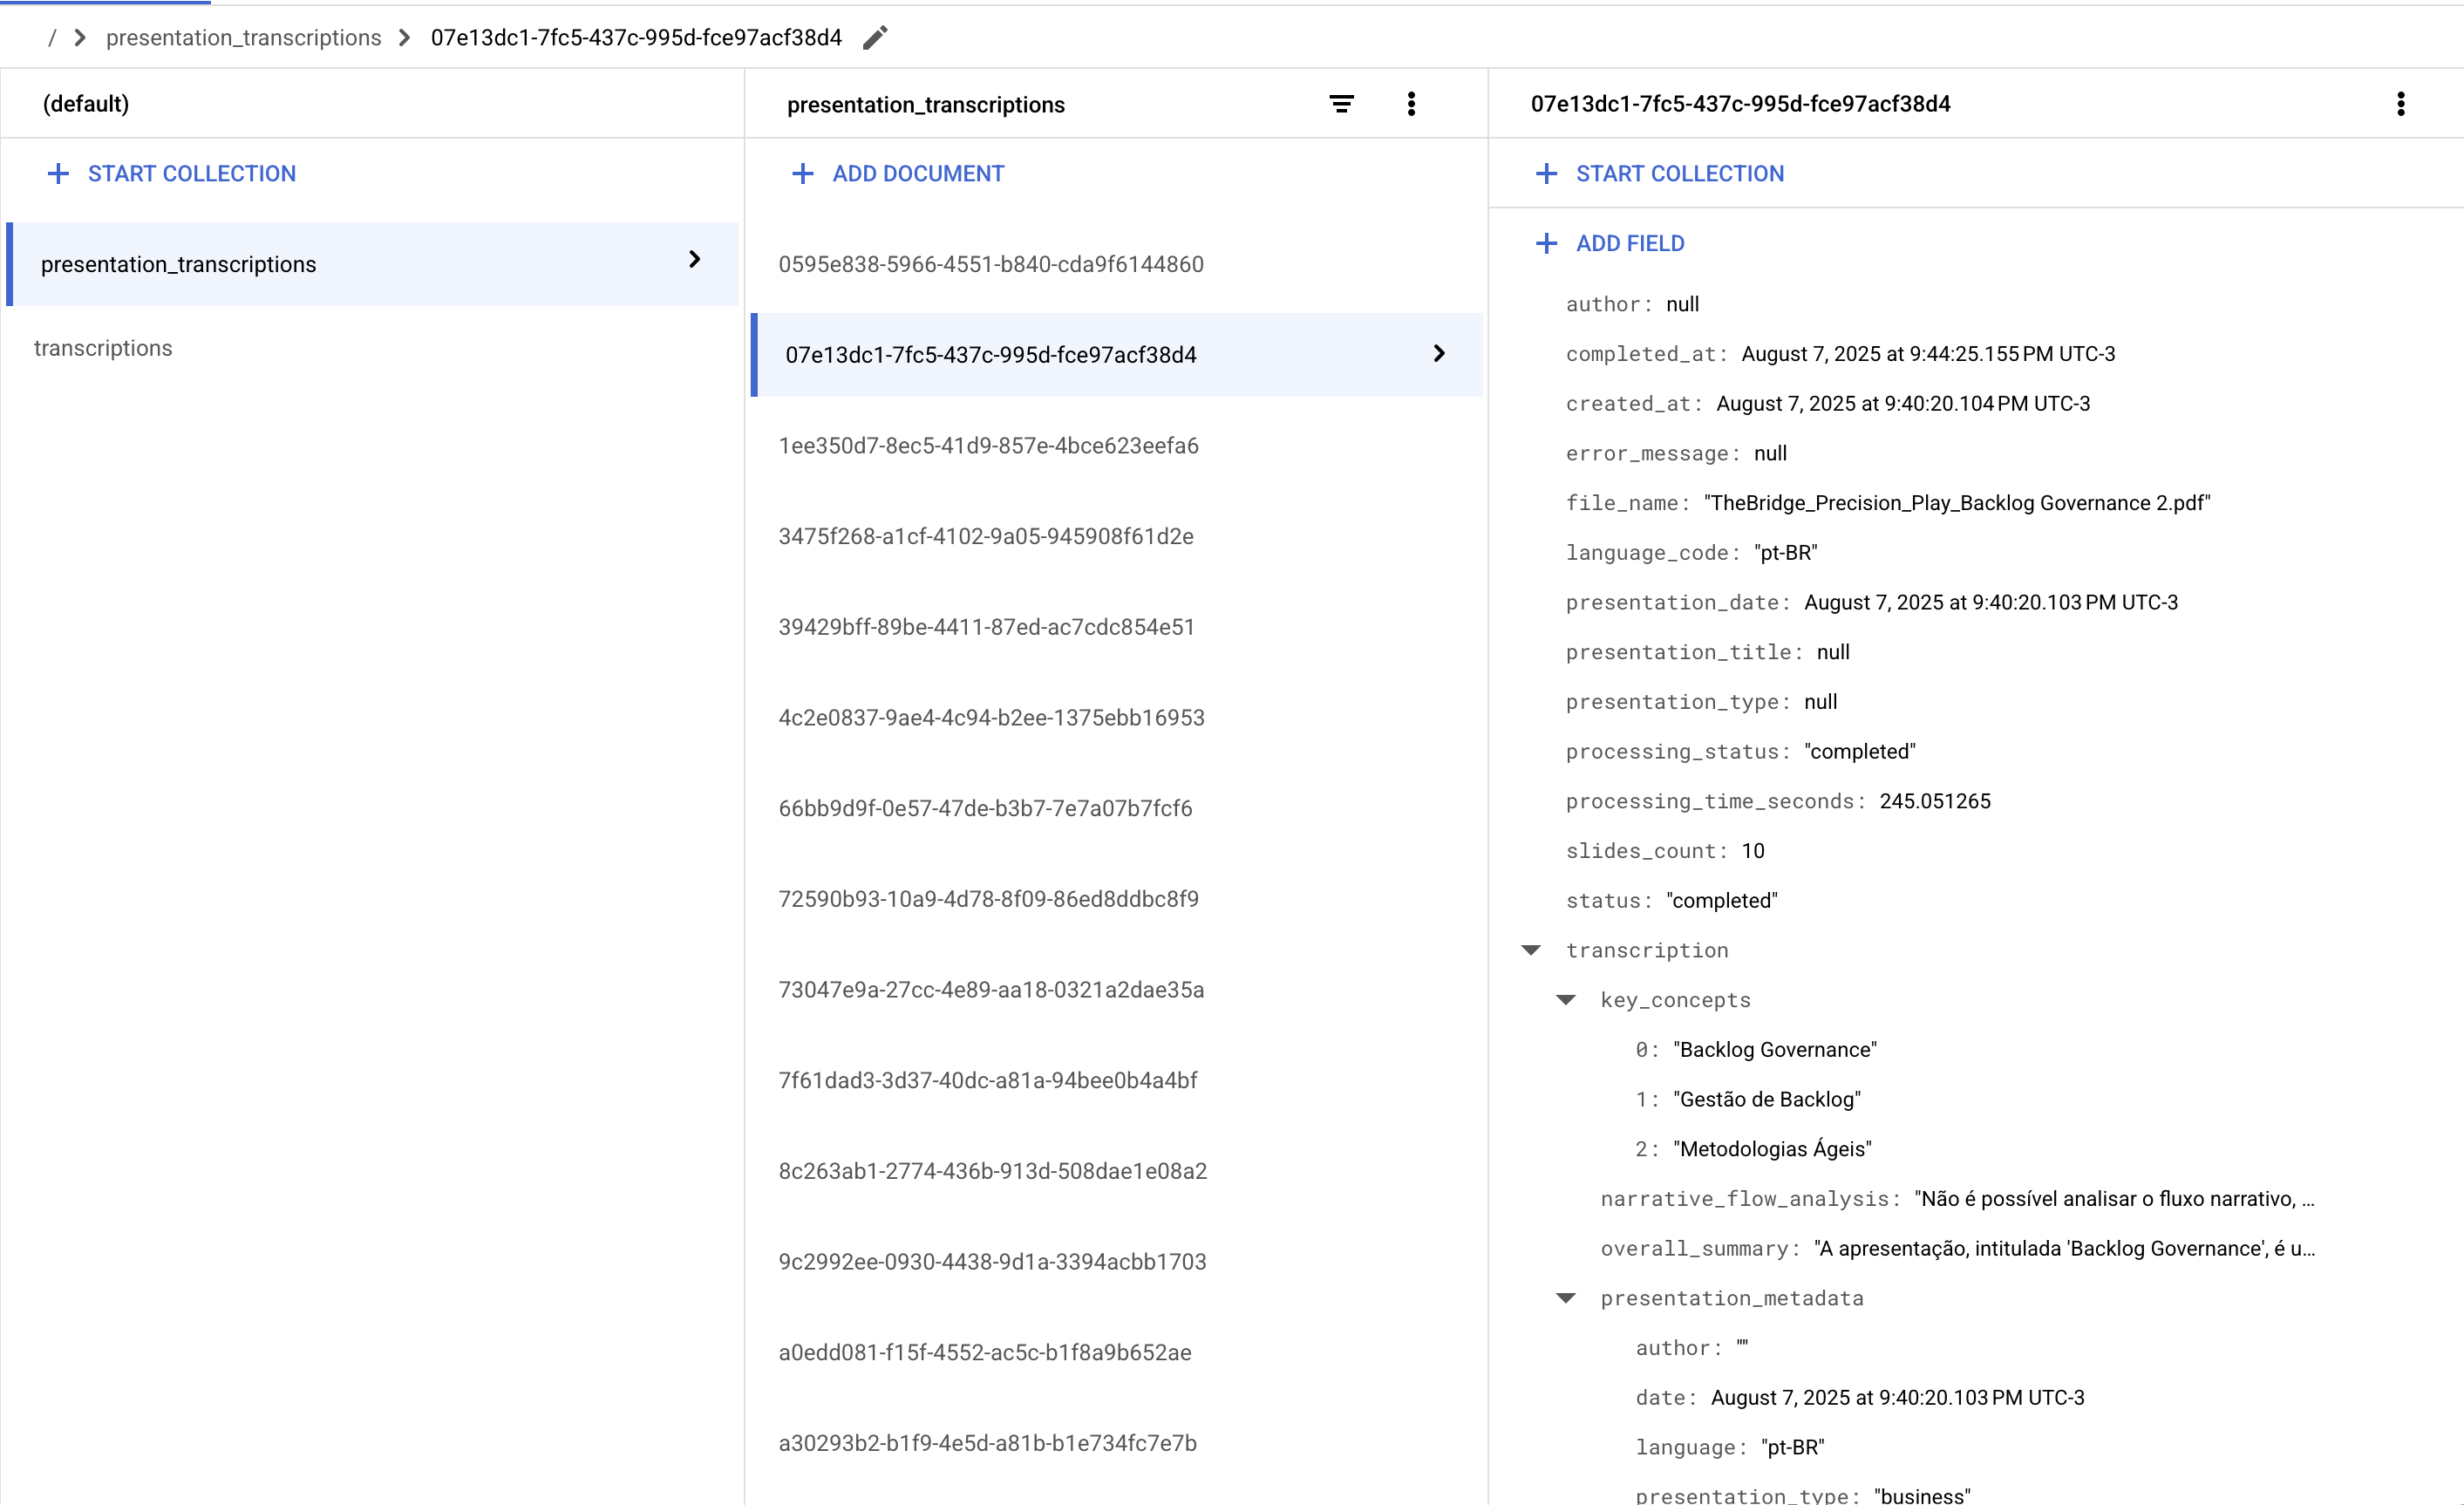 / presentation_transcriptions 07e13dc1-7fc5-437c-995d-fce97acf38d4
(default)
START COLLECTION
presentation_transcriptions
transcriptions
presentation_transcriptions
ADD DOCUMENT
0595e838-5966-4551-b840-cda9f6144860
07e13dc1-7fc5-437c-995d-fce97acf38d4
1ee350d7-8ec5-41d9-857e-4bce623eefa6
3475f268-a1cf-4102-9a05-945908f61d2e
39429bff-89be-4411-87ed-ac7cdc854e51
4c2e0837-9ae4-4c94-b2ee-1375ebb16953
66bb9d9f-0e57-47de-b3b7-7e7a07b7fcf6
72590b93-10a9-4d78-8f09-86ed8ddbc8f9
73047e9a-27cc-4e89-aa18-0321a2dae35a
7f61dad3-3d37-40dc-a81a-94bee0b4a4bf
8c263ab1-2774-436b-913d-508dae1e08a2
9c2992ee-0930-4438-9d1a-3394acbb1703
a0edd081-f15f-4552-ac5c-b1f8a9b652ae
a30293b2-b1f9-4e5d-a81b-b1e734fc7e7b
07e13dc1-7fc5-437c-995d-fce97acf38d4
START COLLECTION
ADD FIELD
author: null
completed_at: August 7, 2025 at 9:44:25.155 PM UTC-3
created_at: August 7, 2025 at 9:40:20.104 PM UTC-3
error_message: null
file_name: "TheBridge_Precision_Play_Backlog Governance 2.pdf"
language_code: "pt-BR"
presentation_date: August 7, 2025 at 9:40:20.103 PM UTC-3
presentation_title: null
presentation_type: null
processing_status: "completed"
processing_time_seconds: 245.051265
slides_count: 10
status: "completed"
transcription
key_concepts
0: "Backlog Governance"
1: "Gestão de Backlog"
2: "Metodologias Ágeis"
narrative_flow_analysis: "Não é possível analisar o fluxo narrativo, ...
overall_summary: "A apresentação, intitulada 'Backlog Governance', é u...
presentation_metadata
author: ""
date: August 7, 2025 at 9:40:20.103 PM UTC-3
language: "pt-BR"
presentation_type: "business"